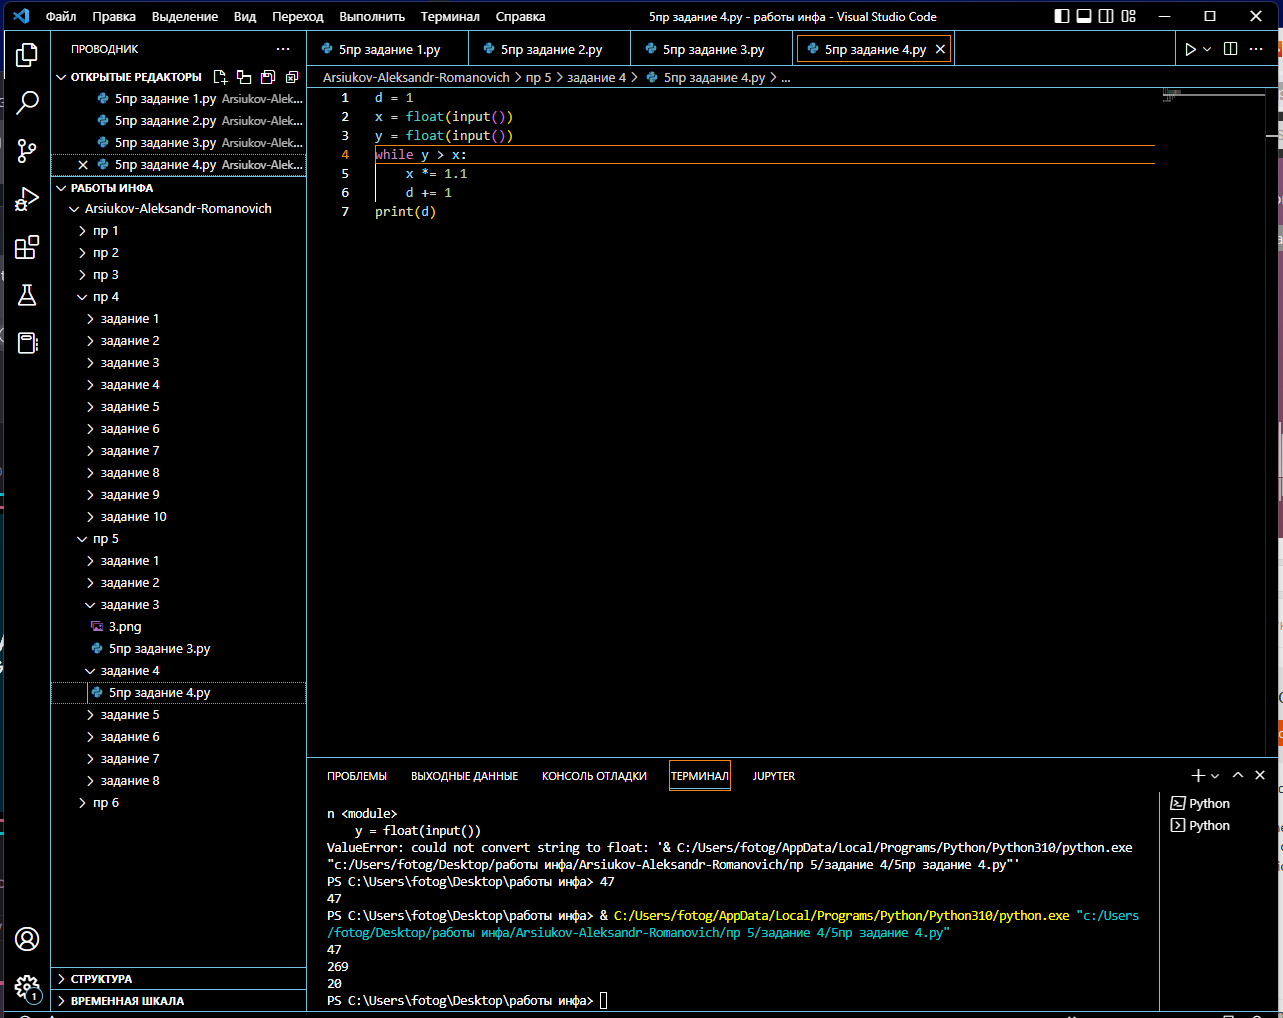 Файл Правка Выделение Вид Переход Выполнить Терминал Справка 5пр задание 4.py - работы инфа - Visual Studio Code
ПРОВОДНИК
ОТКРЫТЫЕ РЕДАКТОРЫ
5пр задание 1.py Arsiukov-Alek...
5пр задание 2.py Arsiukov-Alek...
5пр задание 3.py Arsiukov-Alek...
5пр задание 4.py Arsiukov-Alek...
РАБОТЫ ИНФА
Arsiukov-Aleksandr-Romanovich
пр 1
пр 2
пр 3
пр 4
задание 1
задание 2
задание 3
задание 4
задание 5
задание 6
задание 7
задание 8
задание 9
задание 10
пр 5
задание 1
задание 2
задание 3
3.png
5пр задание 3.py
задание 4
5пр задание 4.py
задание 5
задание 6
задание 7
задание 8
пр 6
СТРУКТУРА
ВРЕМЕННАЯ ШКАЛА
1
5пр задание 1.py 5пр задание 2.py 5пр задание 3.py 5пр задание 4.py
Arsiukov-Aleksandr-Romanovich > пр 5 > задание 4 > 5пр задание 4.py > ...
1 d = 1
2 x = float(input())
3 y = float(input())
4 while y > x:
5 x *= 1.1
6 d += 1
7 print(d)
ПРОБЛЕМЫ ВЫХОДНЫЕ ДАННЫЕ КОНСОЛЬ ОТЛАДКИ ТЕРМИНАЛ JUPYTER
n <module>
y = float(input())
ValueError: could not convert string to float: '& C:/Users/fotog/AppData/Local/Programs/Python/Python310/python.exe
"c:/Users/fotog/Desktop/работы инфа/Arsiukov-Aleksandr-Romanovich/пр 5/задание 4/5пр задание 4.py"'
PS C:\Users\fotog\Desktop\работы инфа> 47
47
PS C:\Users\fotog\Desktop\работы инфа> & C:/Users/fotog/AppData/Local/Programs/Python/Python310/python.exe "c:/Users
/fotog/Desktop/работы инфа/Arsiukov-Aleksandr-Romanovich/пр 5/задание 4/5пр задание 4.py"
47
269
20
PS C:\Users\fotog\Desktop\работы инфа>
Python
Python